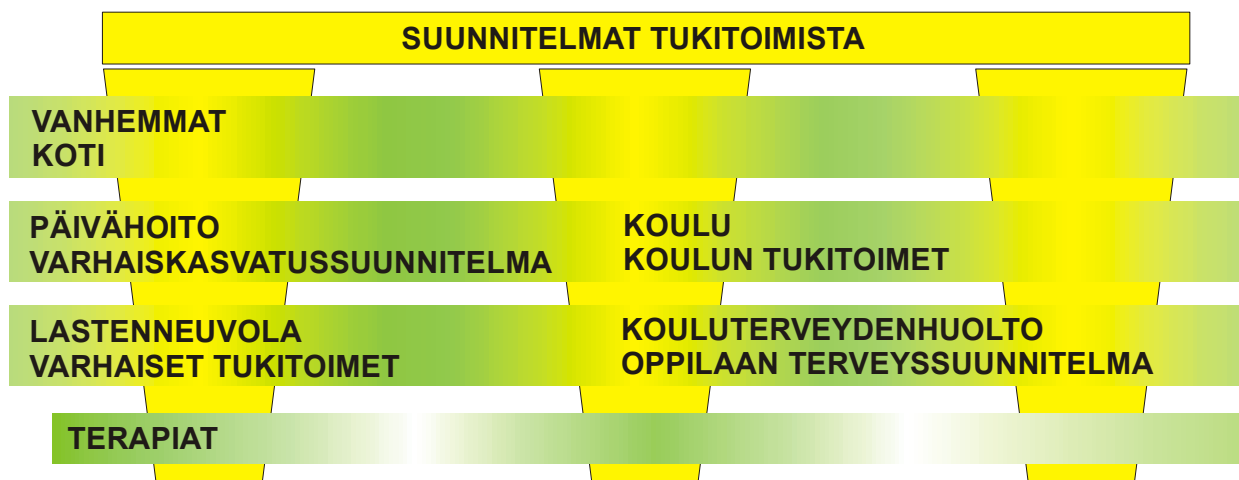 SUUNNITELMAT TUKITOIMISTA
VANHEMMAT
KOTI
PÄIVÄHOITO
VARHAISKASVATUSSUUNNITELMA
KOULU
KOULUN TUKITOIMET
LASTENNEUVOLA
VARHAISET TUKITOIMET
KOULUTERVEYDENHUOLTO
OPPILAAN TERVEYSSUUNNITELMA
TERAPIAT